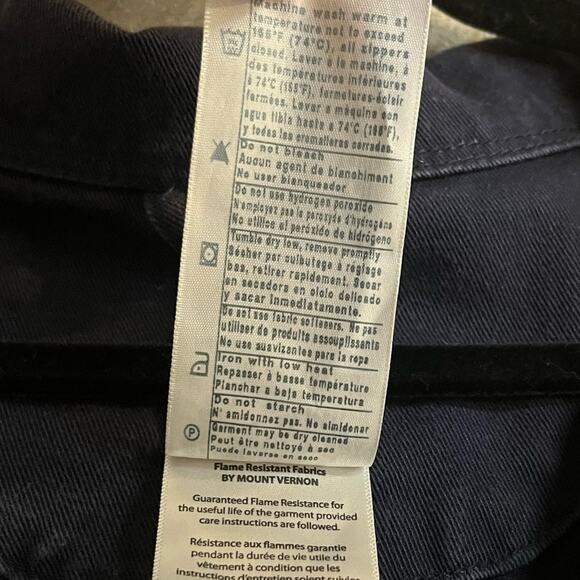 Machine wash warm at
temperature not to exceed
165°F (74°C), all zippers
closed. Laver à la machine, à
des températures inférieures
à 74°C (165°F), fermetures-éclair
fermées. Lavar a máquina con
agua tibia hasta a 74°C (165°F),
y todas las cremalleras cerradas.
Do not bleach
Aucun agent de blanchiment
No user blanqueador
Do not use hydrogen peroxide
N'employez pas le peroxyde d'hydrogène
No utilice el peróxido de hidrógeno
Tumble dry low, remove promptly
Sécher par culbutage à réglage
bas, retirer rapidement. Secar
en secadora en ciclo delicado
y sacar inmediatamente.
Do not use fabric softeners. Ne pas
utiliser de produits assouplissants
No use suavizantes para la ropa
Iron with low heat
Repasser à basse température
Planchar a baja temperatura
Do not starch
N' amidonnez pas. No almidonar
P
Garment may be dry cleaned
Peut être nettoyé à sec
Puede lavarse en seco
Flame Resistant Fabrics
BY MOUNT VERNON
Guaranteed Flame Resistance for
the useful life of the garment provided
care instructions are followed.
Résistance aux flammes garantie
pendant la durée de vie utile du
vêtement à condition que les
instructions d'entretien soient suivies